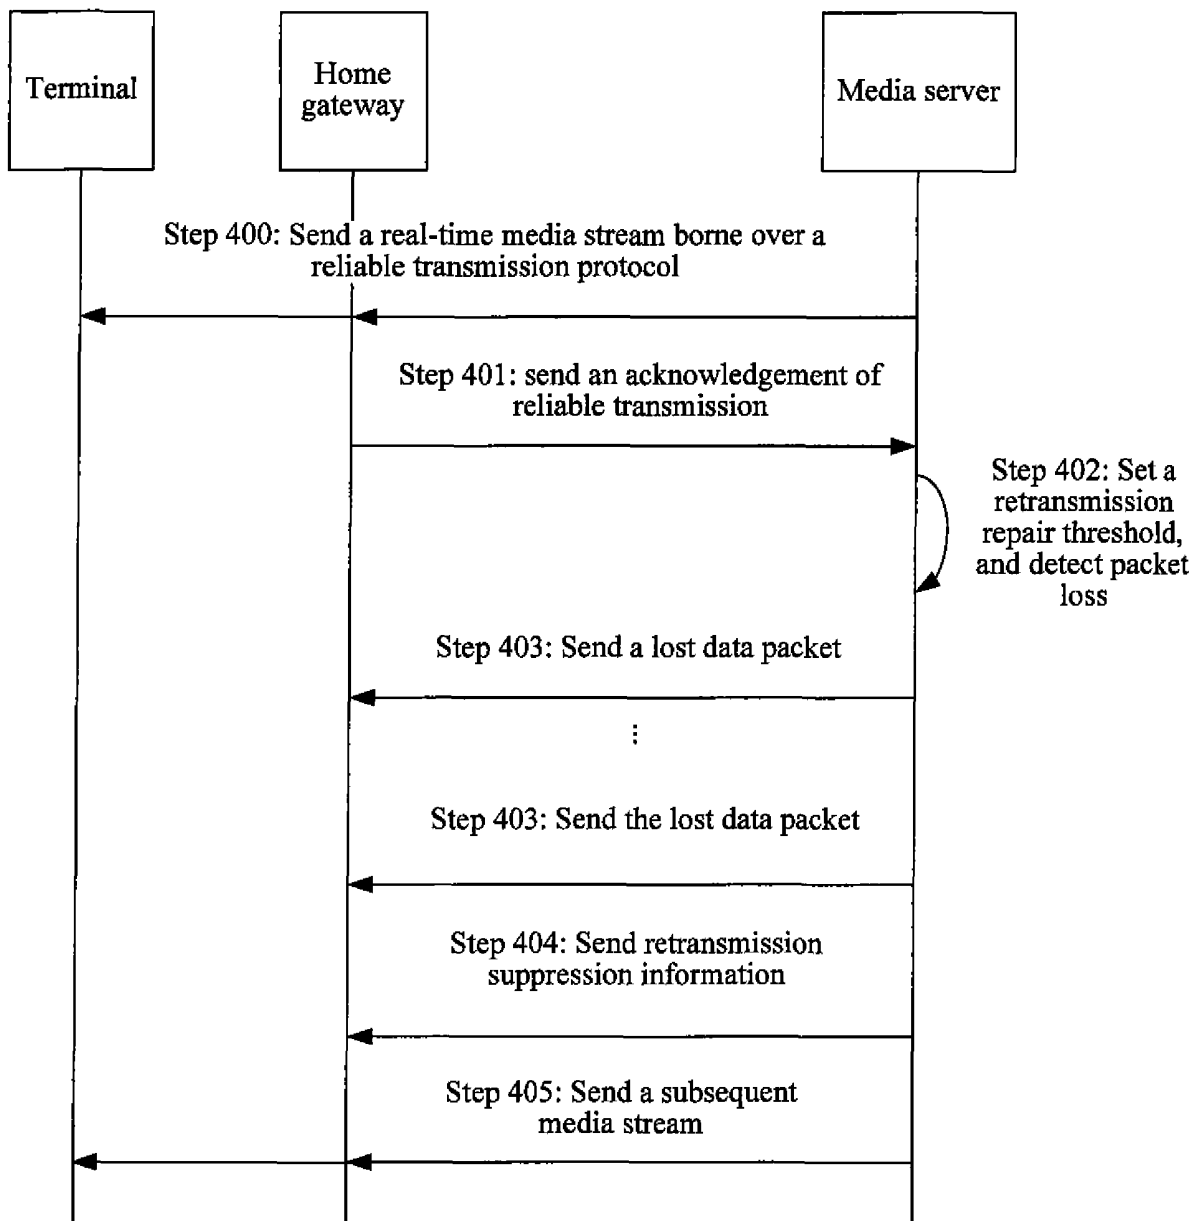 Terminal
Home
gateway
Media server
Step 400: Send a real-time media stream borne over a
reliable transmission protocol
Step 401: send an acknowledgement of
reliable transmission
Step 402: Set a
retransmission
repair threshold,
and detect packet
loss
Step 403: Send a lost data packet
⋮
Step 403: Send the lost data packet
Step 404: Send retransmission
suppression information
Step 405: Send a subsequent
media stream